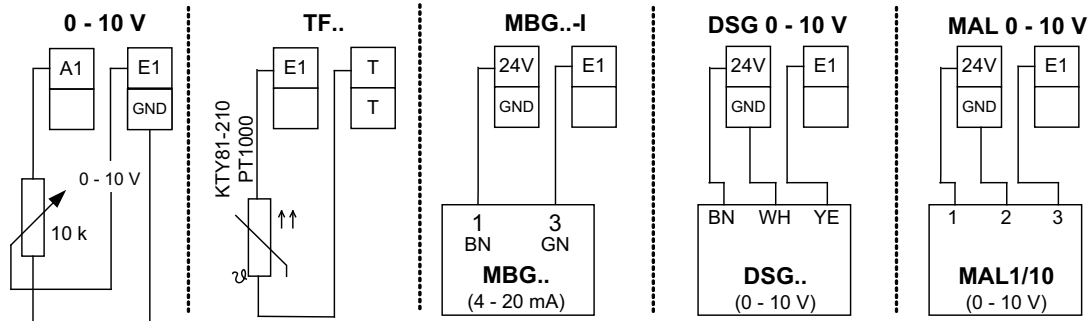 0 - 10 V
A1
E1
GND
0 - 10 V
10 k
TF..
E1
T
T
KTY81-210
PT1000
MBG..-I
24V
E1
GND
1
3
BN
GN
MBG..
(4 - 20 mA)
DSG 0 - 10 V
24V
E1
GND
BN
WH
YE
DSG..
(0 - 10 V)
MAL 0 - 10 V
24V
E1
GND
1
2
3
MAL1/10
(0 - 10 V)